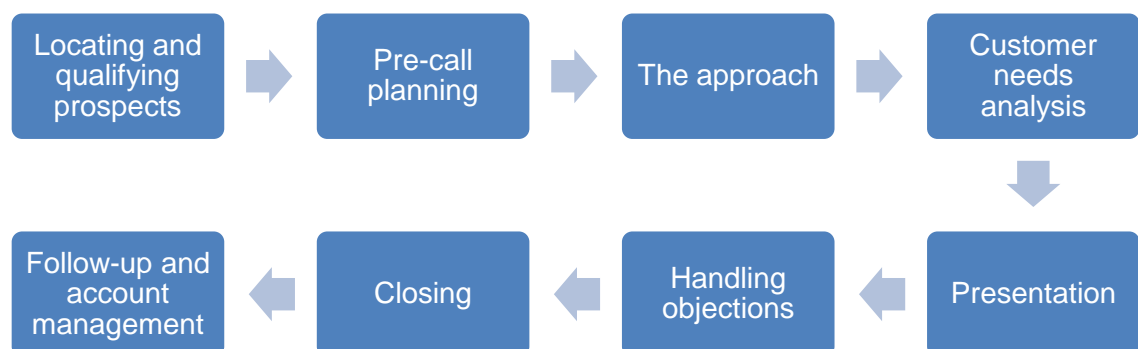 Locating and
qualifying
prospects
Pre-call
planning
The approach
Customer
needs
analysis
Presentation
Handling
objections
Closing
Follow-up and
account
management